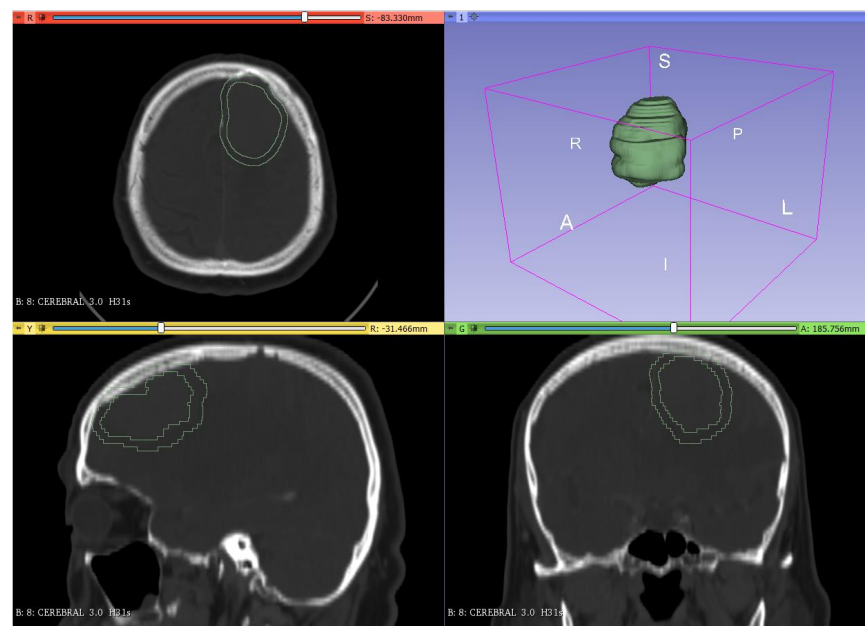 R S: -83.330mm
B: 8: CEREBRAL 3.0 H31s
1
S
R P
A L
I
Y R: -31.466mm
B: 8: CEREBRAL 3.0 H31s
G A: 185.756mm
B: 8: CEREBRAL 3.0 H31s